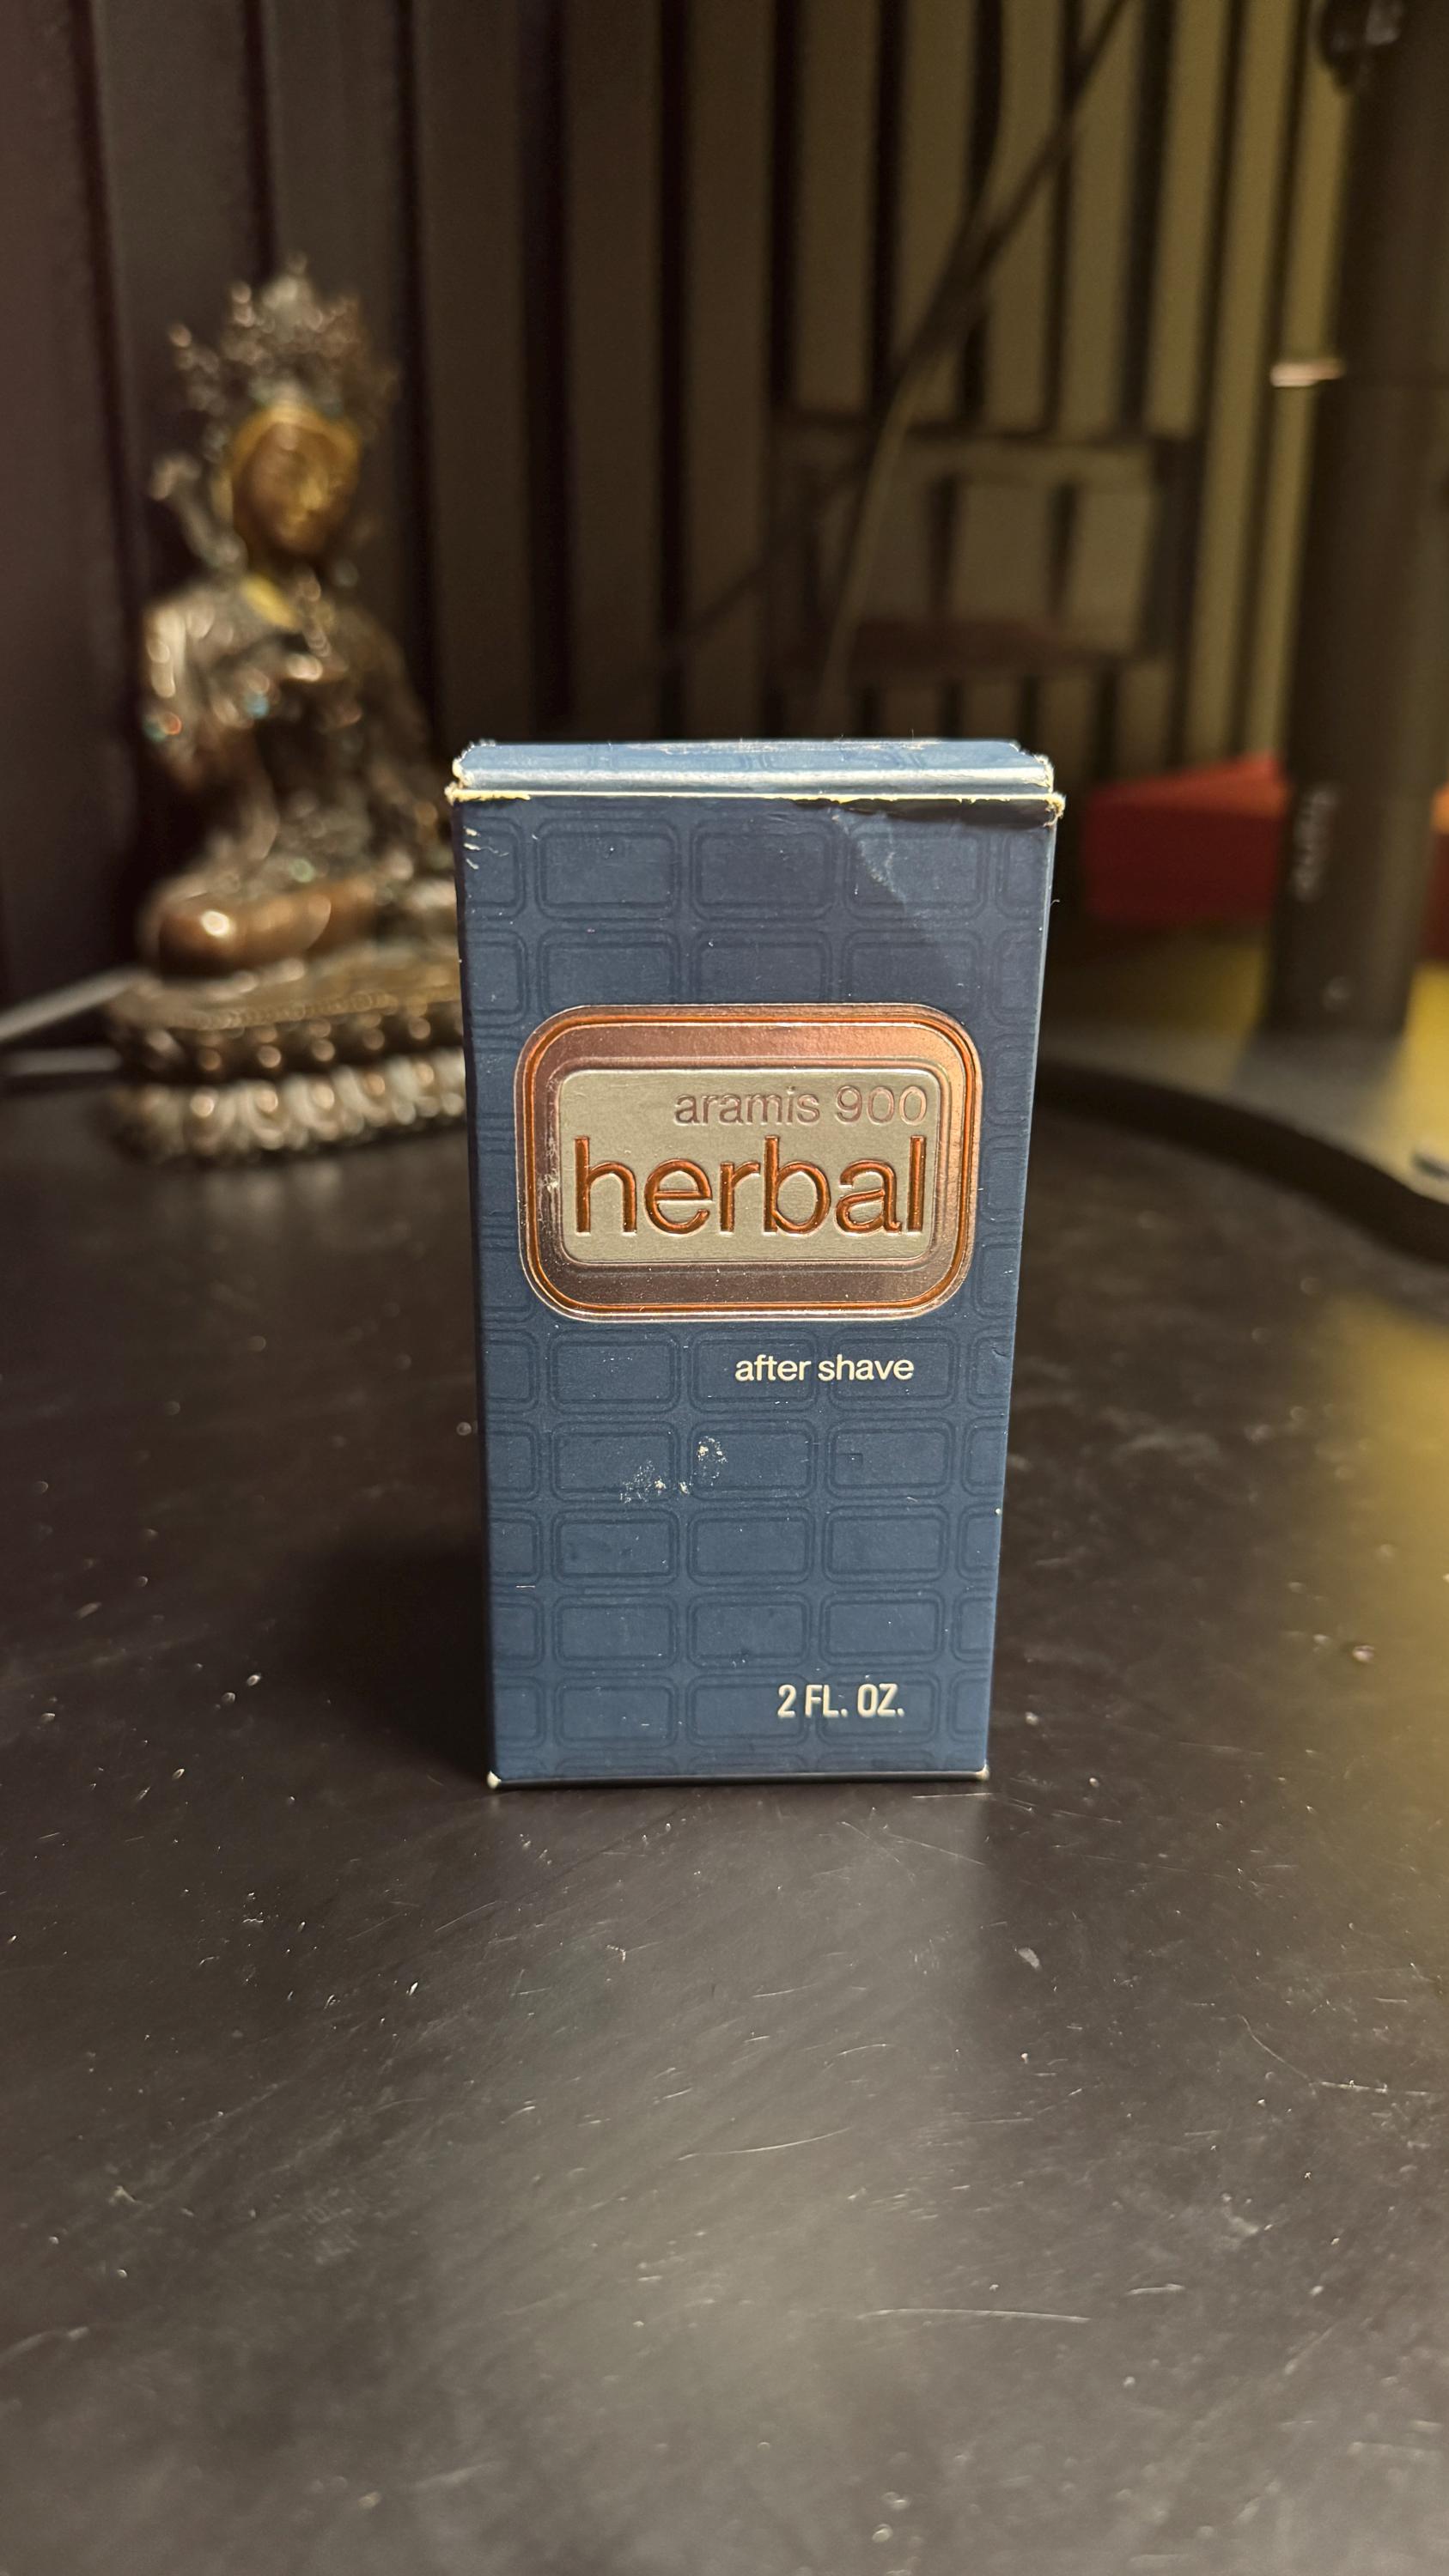 aramis 900
herbal
after shave
2 FL. OZ.